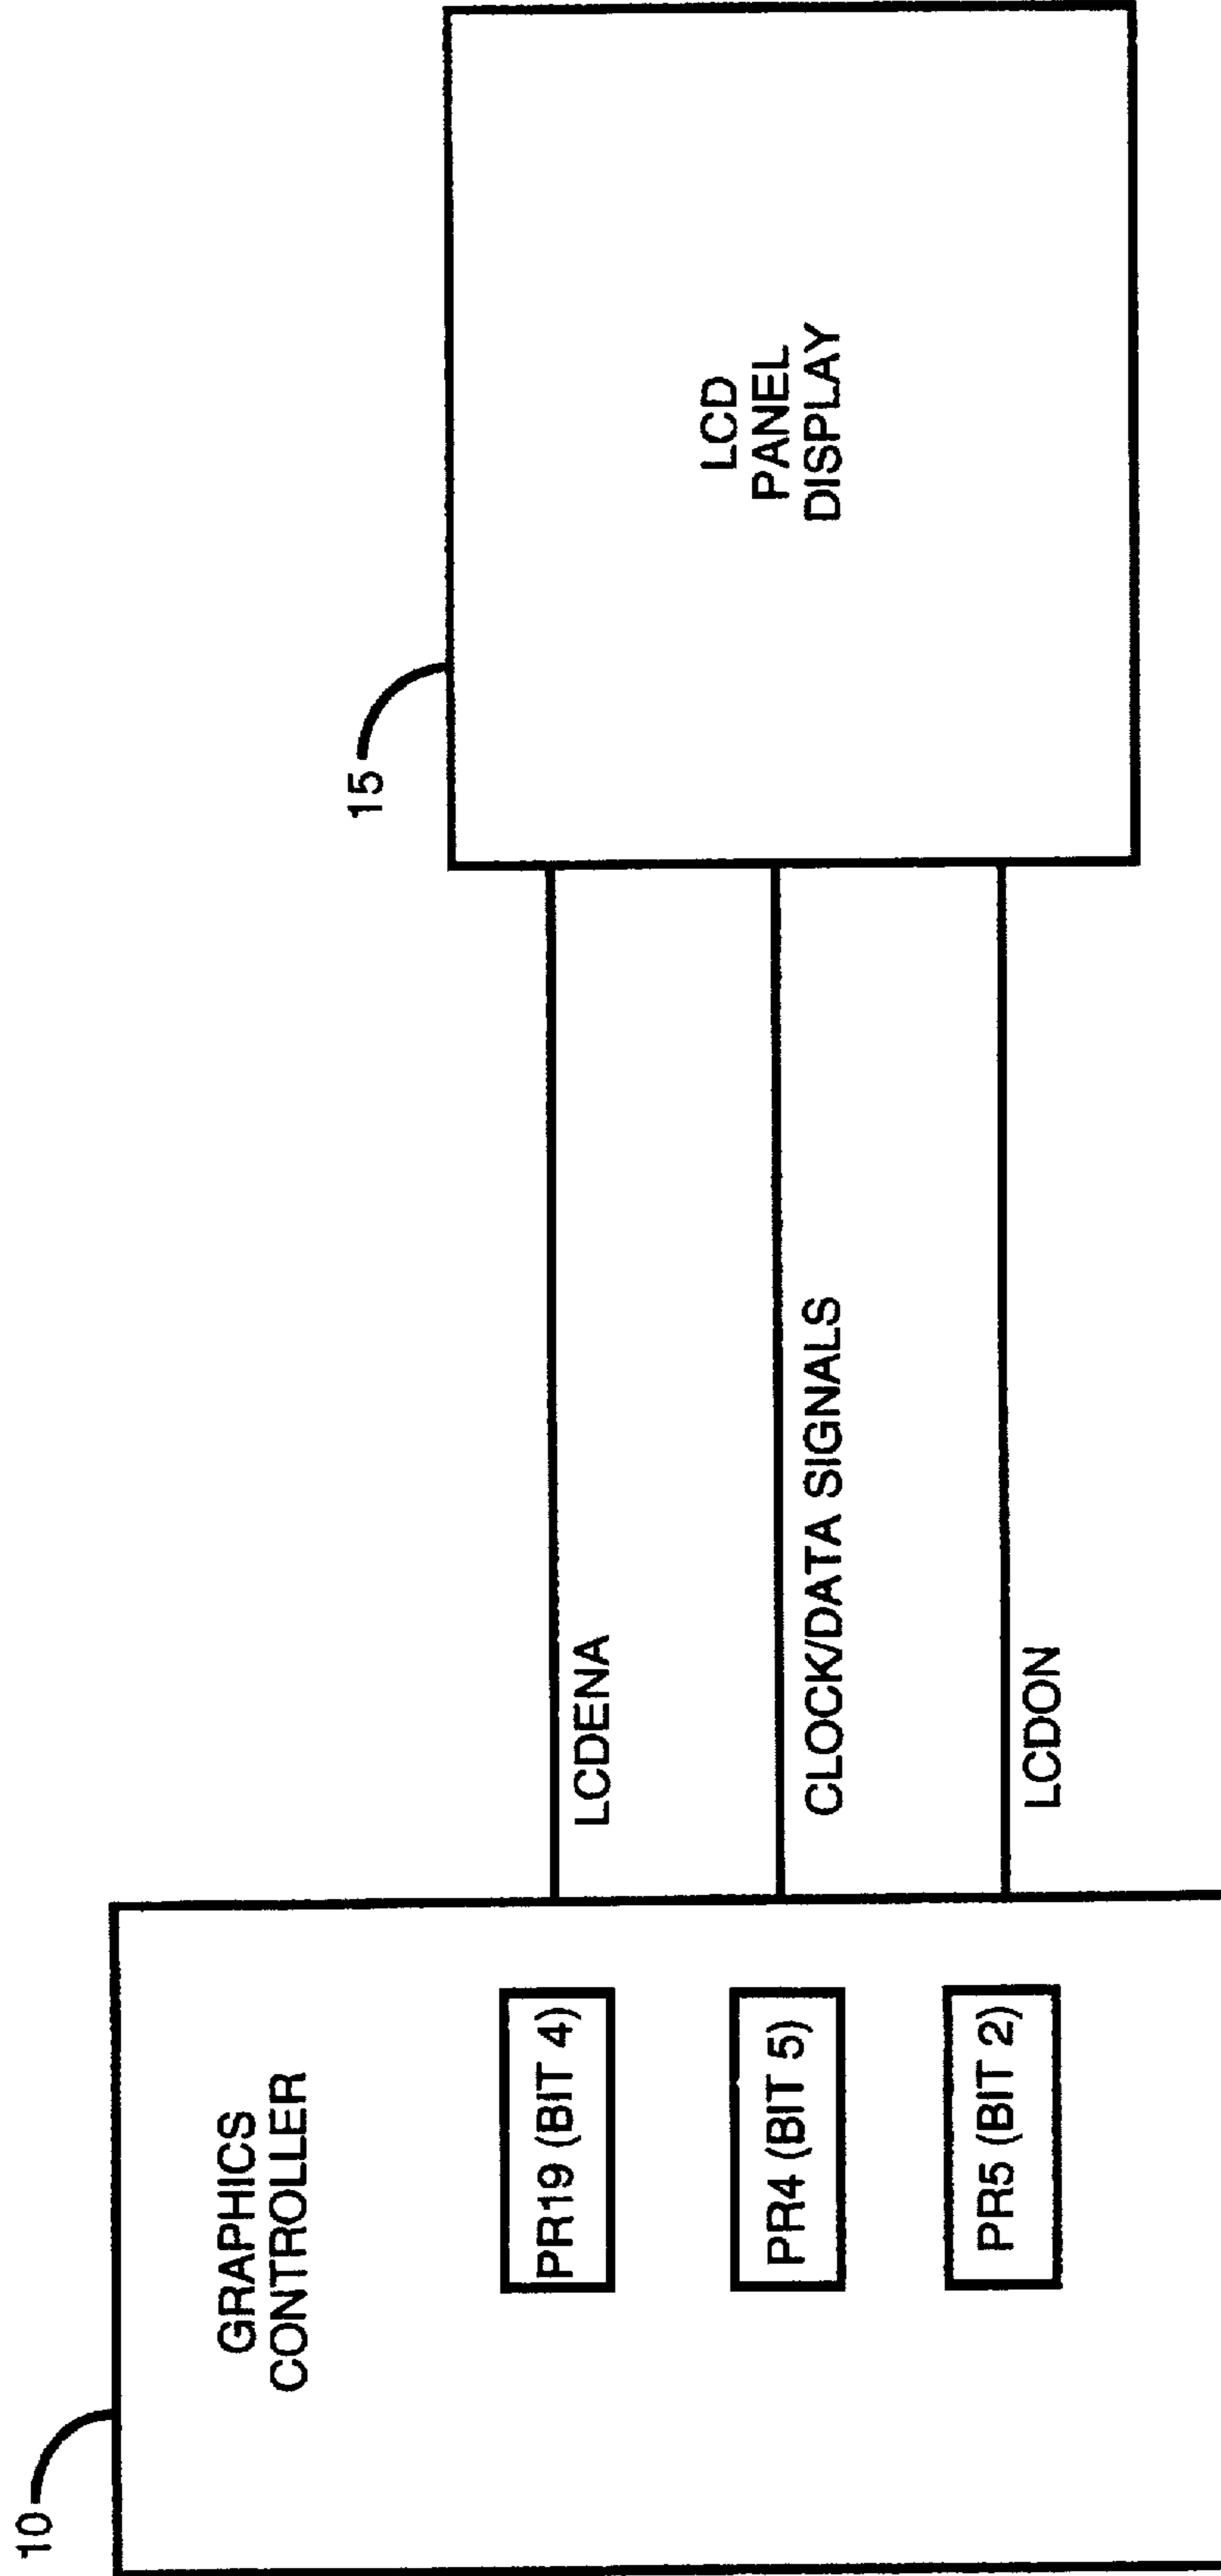 10
GRAPHICS
CONTROLLER
PR19 (BIT 4)
PR4 (BIT 5)
PR5 (BIT 2)
LCDENA
CLOCK/DATA SIGNALS
LCDON
15
LCD
PANEL
DISPLAY